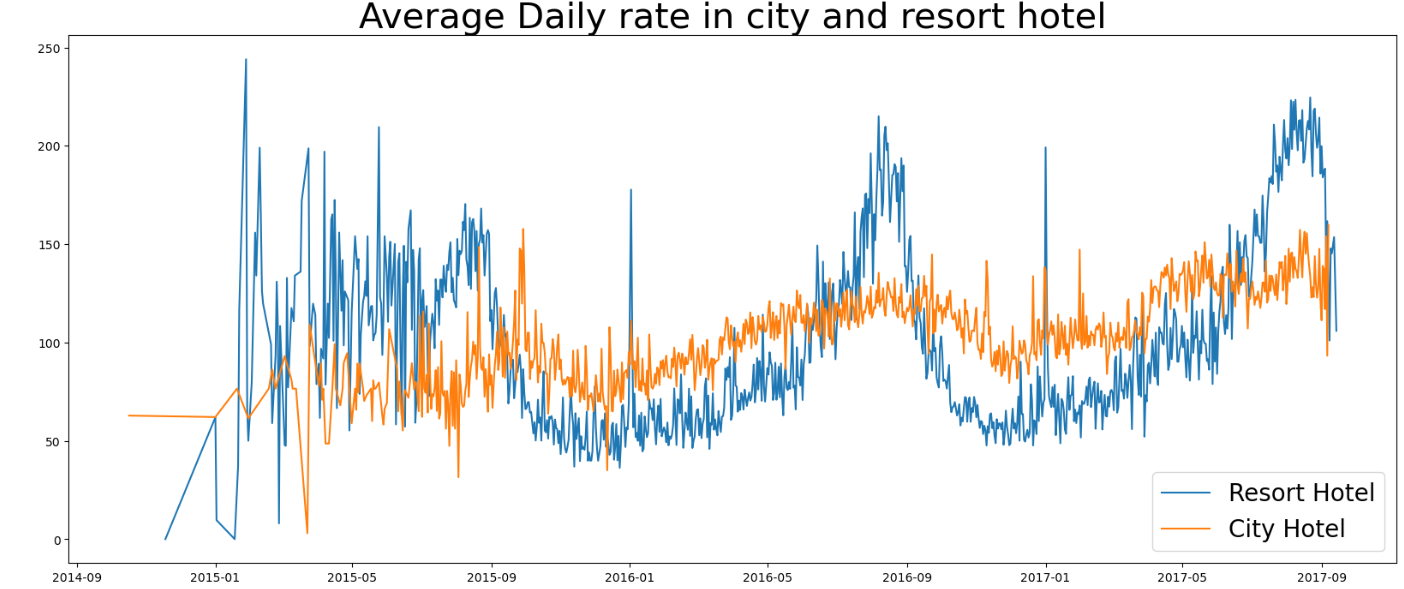 Average Daily rate in city and resort hotel
250
200
150
100
50
0
2014-09 2015-01 2015-05 2015-09 2016-01 2016-05 2016-09 2017-01 2017-05 2017-09
Resort Hotel
City Hotel